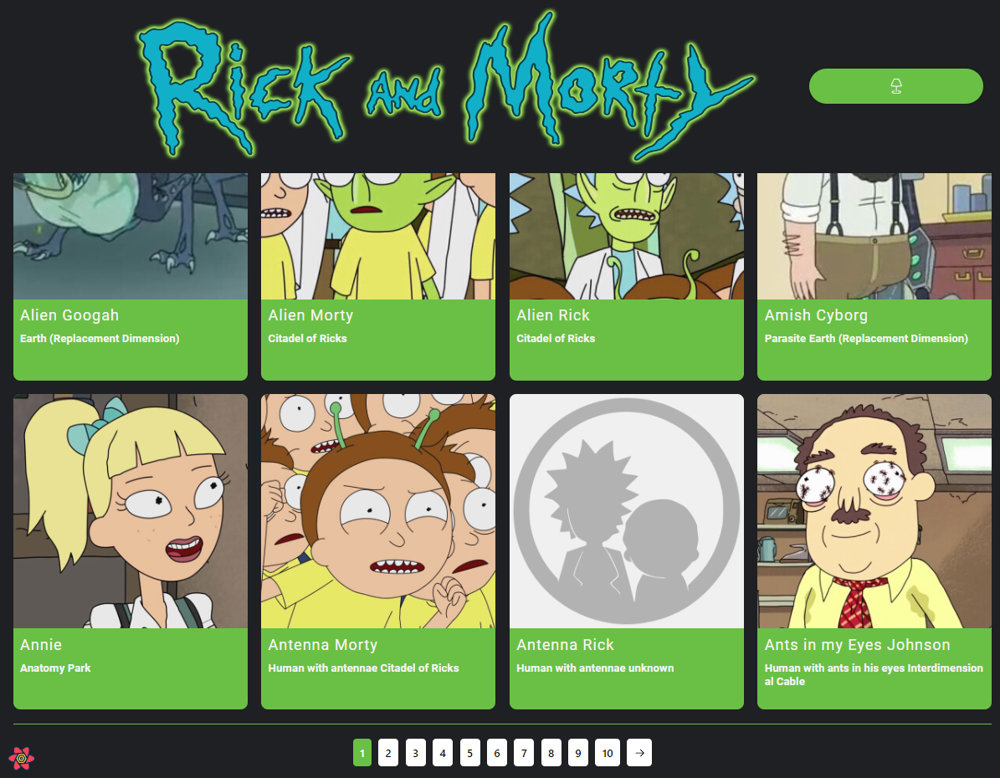 Rick and Morty
Alien Googah
Earth (Replacement Dimension)
Alien Morty
Citadel of Ricks
Alien Rick
Citadel of Ricks
Amish Cyborg
Parasite Earth (Replacement Dimension)
Annie
Anatomy Park
Antenna Morty
Human with antennae Citadel of Ricks
Antenna Rick
Human with antennae unknown
Ants in my Eyes Johnson
Human with ants in his eyes Interdimension
al Cable
1 2 3 4 5 6 7 8 9 10 →